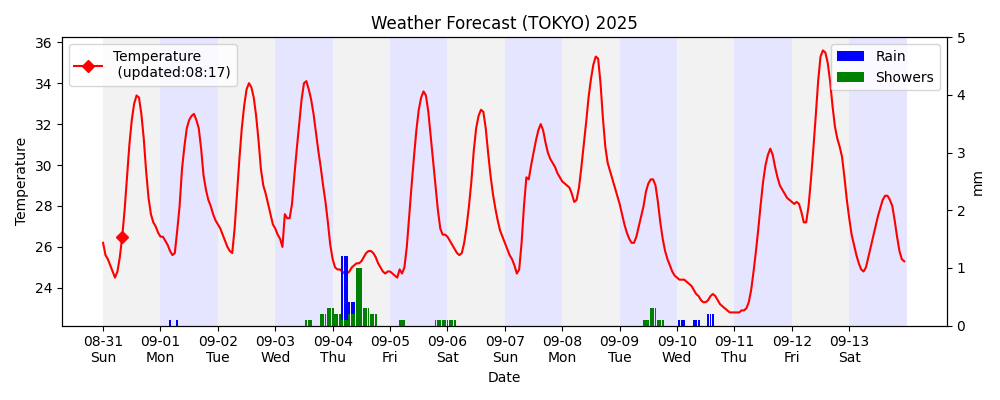 Weather Forecast (TOKYO) 2025
Temperature
(updated:08:17)
Rain
Showers
36
34
32
30
28
26
24
Temperature
5
4
3
2
1
0
mm
08-31 09-01 09-02 09-03 09-04 09-05 09-06 09-07 09-08 09-09 09-10 09-11 09-12 09-13
Sun Mon Tue Wed Thu Fri Sat Sun Mon Tue Wed Thu Fri Sat
Date